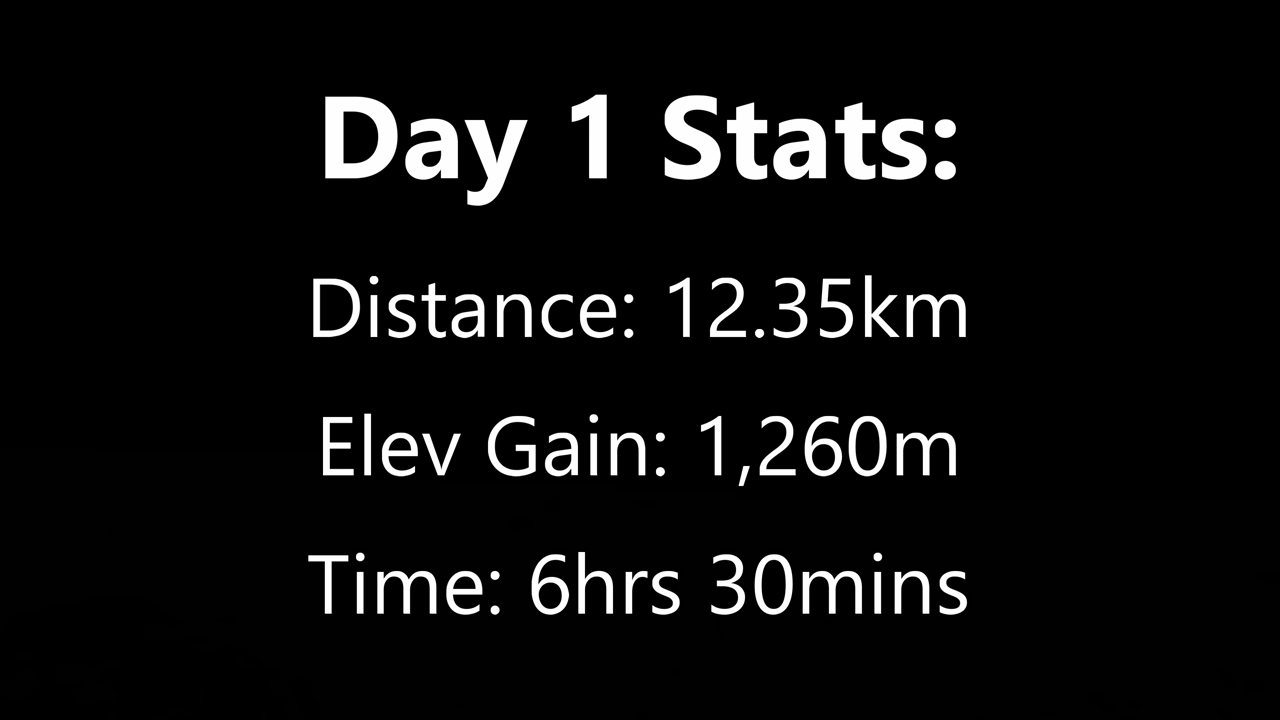 Day 1 Stats:
Distance: 12.35km
Elev Gain: 1,260m
Time: 6hrs 30mins